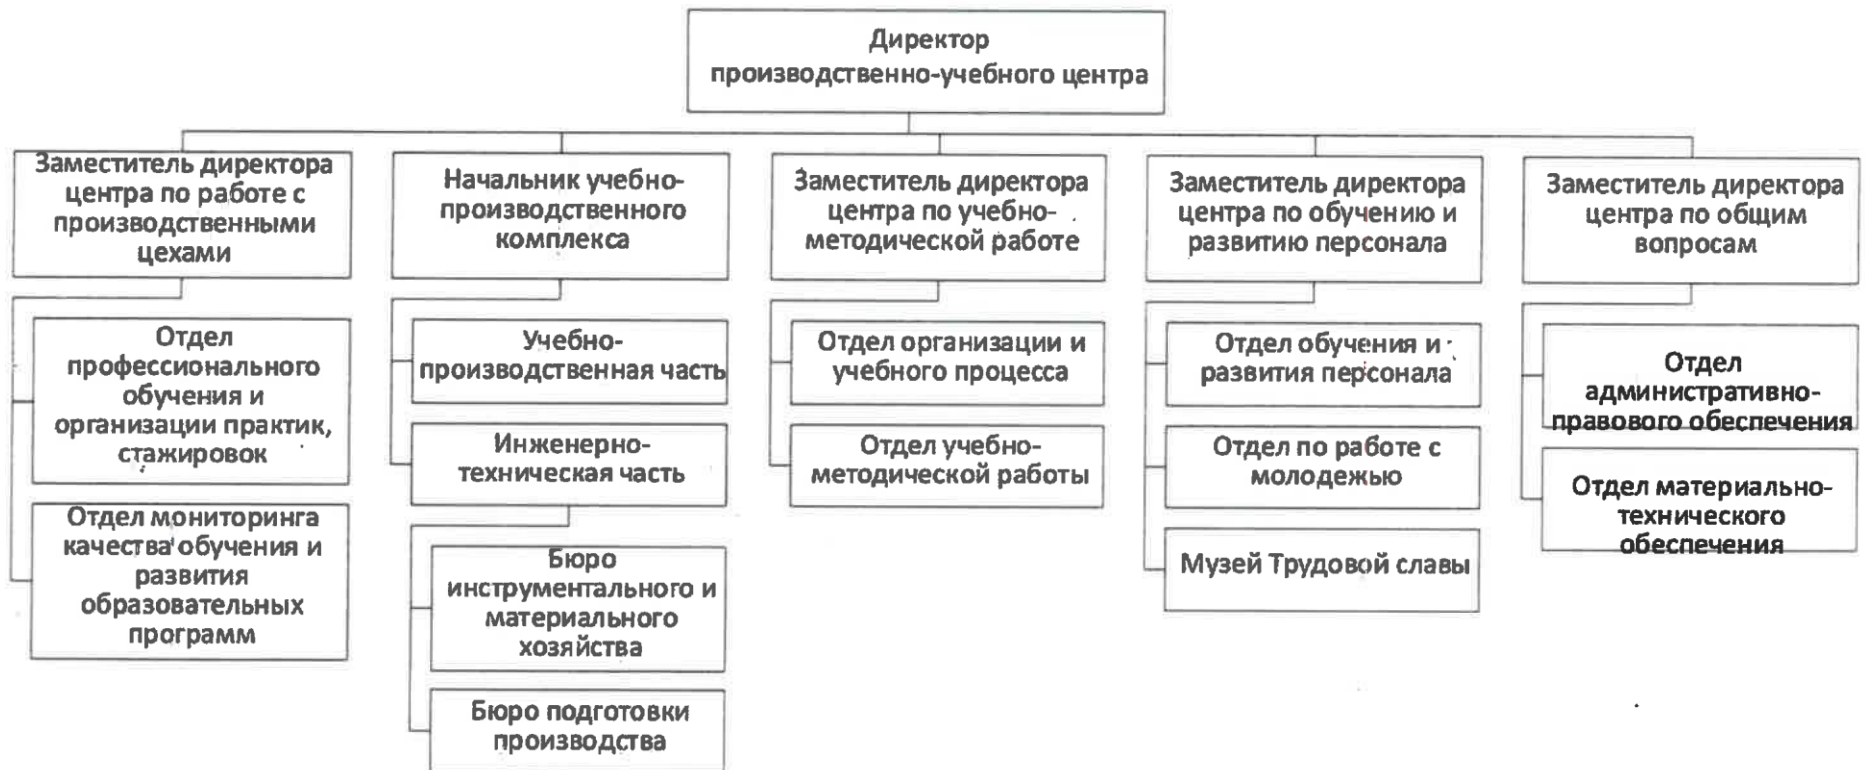 Директор
производственно-учебного центра
Заместитель директора
центра по работе с
производственными
цехами
Начальник учебно-
производственного
комплекса
Заместитель директора
центра по учебно-
методической работе
Заместитель директора
центра по обучению и
развитию персонала
Заместитель директора
центра по общим
вопросам
Отдел
профессионального
обучения и
организации практик,
стажировок
Отдел мониторинга
качества обучения и
развития
образовательных
программ
Учебно-
производственная часть
Инженерно-
техническая часть
Бюро
инструментального и
материального
хозяйства
Бюро подготовки
производства
Отдел организации и
учебного процесса
Отдел учебно-
методической работы
Отдел обучения и
развития персонала
Отдел по работе с
молодежью
Музей Трудовой славы
Отдел
административно-
правового обеспечения
Отдел материально-
технического
обеспечения